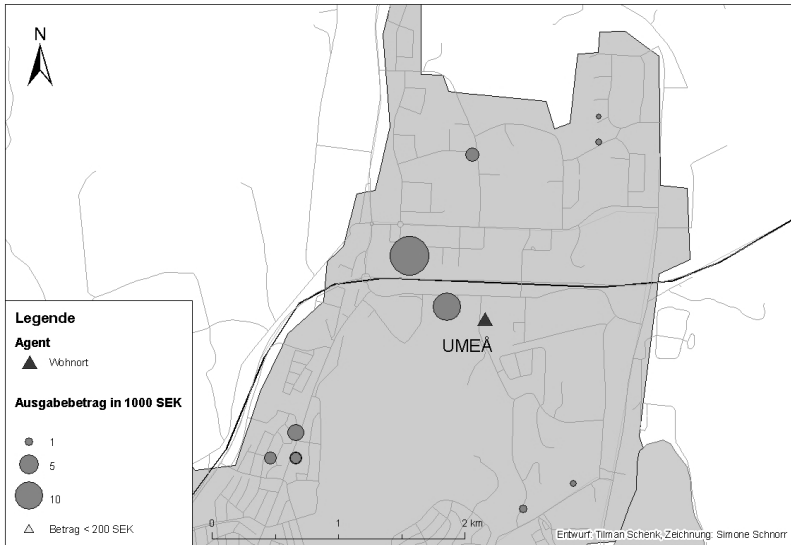 N
UMEÅ
Legende
Agent
Wohnort
Ausgabebetrag in 1000 SEK
1
5
10
Betrag < 200 SEK
0 1 2 km
Entwurf: Tilman Schenk, Zeichnung: Simone Schnorr